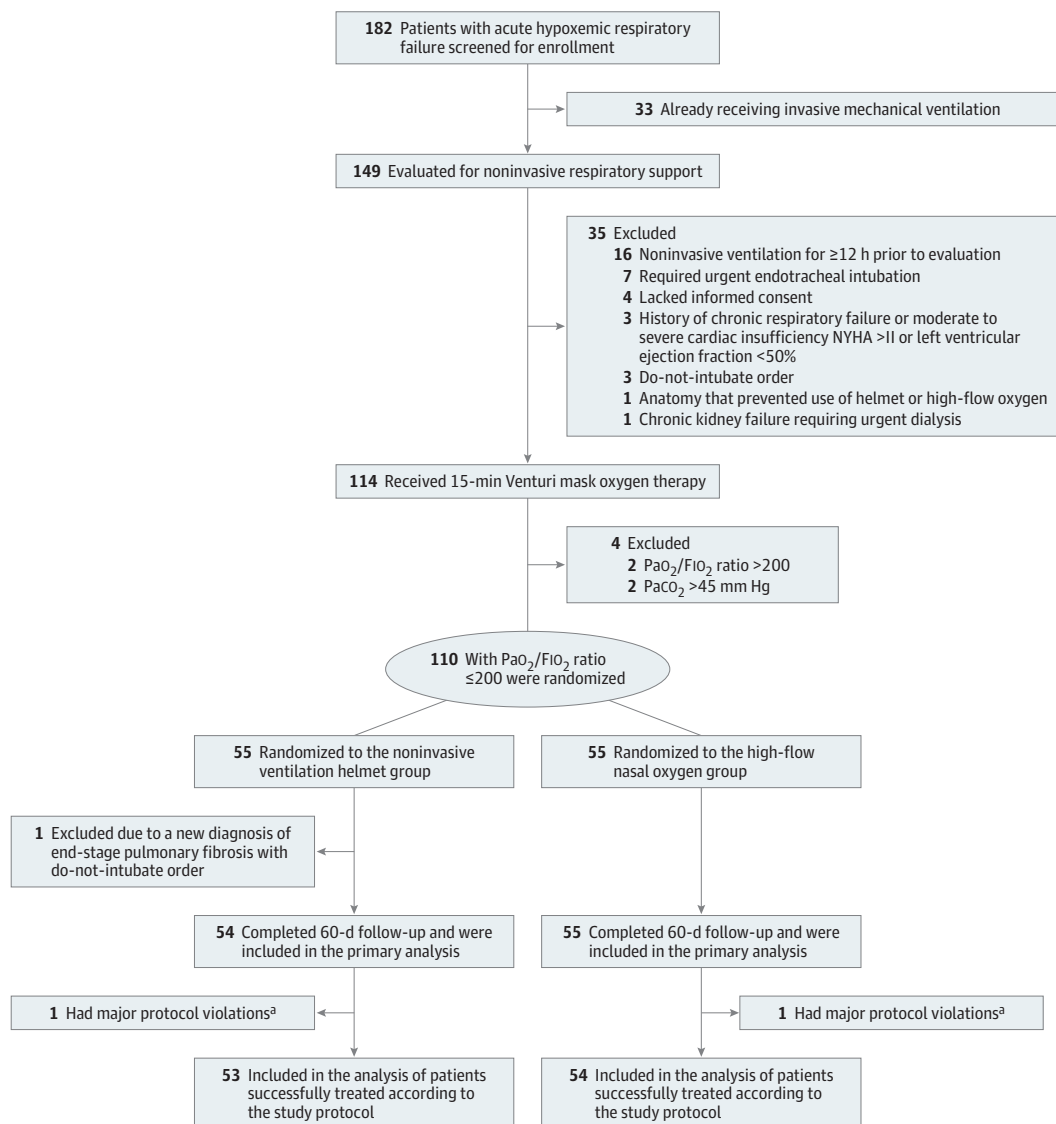 182 Patients with acute hypoxemic respiratory
failure screened for enrollment
33 Already receiving invasive mechanical ventilation
149 Evaluated for noninvasive respiratory support
35 Excluded
16 Noninvasive ventilation for ≥12 h prior to evaluation
7 Required urgent endotracheal intubation
4 Lacked informed consent
3 History of chronic respiratory failure or moderate to
severe cardiac insufficiency NYHA >II or left ventricular
ejection fraction <50%
3 Do-not-intubate order
1 Anatomy that prevented use of helmet or high-flow oxygen
1 Chronic kidney failure requiring urgent dialysis
114 Received 15-min Venturi mask oxygen therapy
4 Excluded
2 PaO₂/FIO₂ ratio >200
2 PaCO₂ >45 mm Hg
110 With PaO₂/FIO₂ ratio
≤200 were randomized
55 Randomized to the noninvasive
ventilation helmet group
55 Randomized to the high-flow
nasal oxygen group
1 Excluded due to a new diagnosis of
end-stage pulmonary fibrosis with
do-not-intubate order
54 Completed 60-d follow-up and were
included in the primary analysis
55 Completed 60-d follow-up and were
included in the primary analysis
1 Had major protocol violationsᵃ
1 Had major protocol violationsᵃ
53 Included in the analysis of patients
successfully treated according to
the study protocol
54 Included in the analysis of patients
successfully treated according to
the study protocol